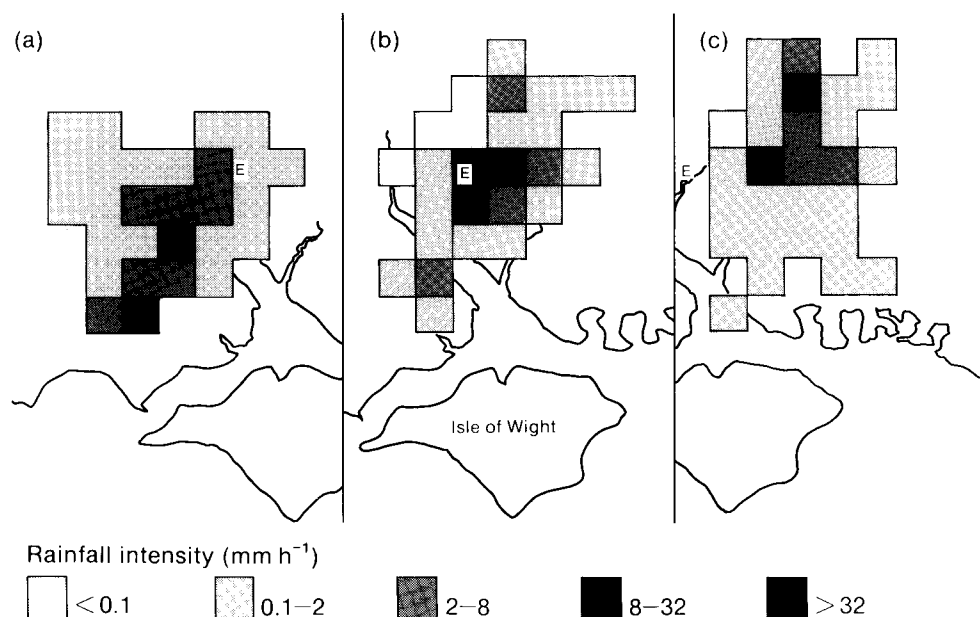 (a)
(b)
(c)
E
E
E
Isle of Wight
Rainfall intensity (mm h⁻¹)
<0.1
0.1–2
2–8
8–32
>32